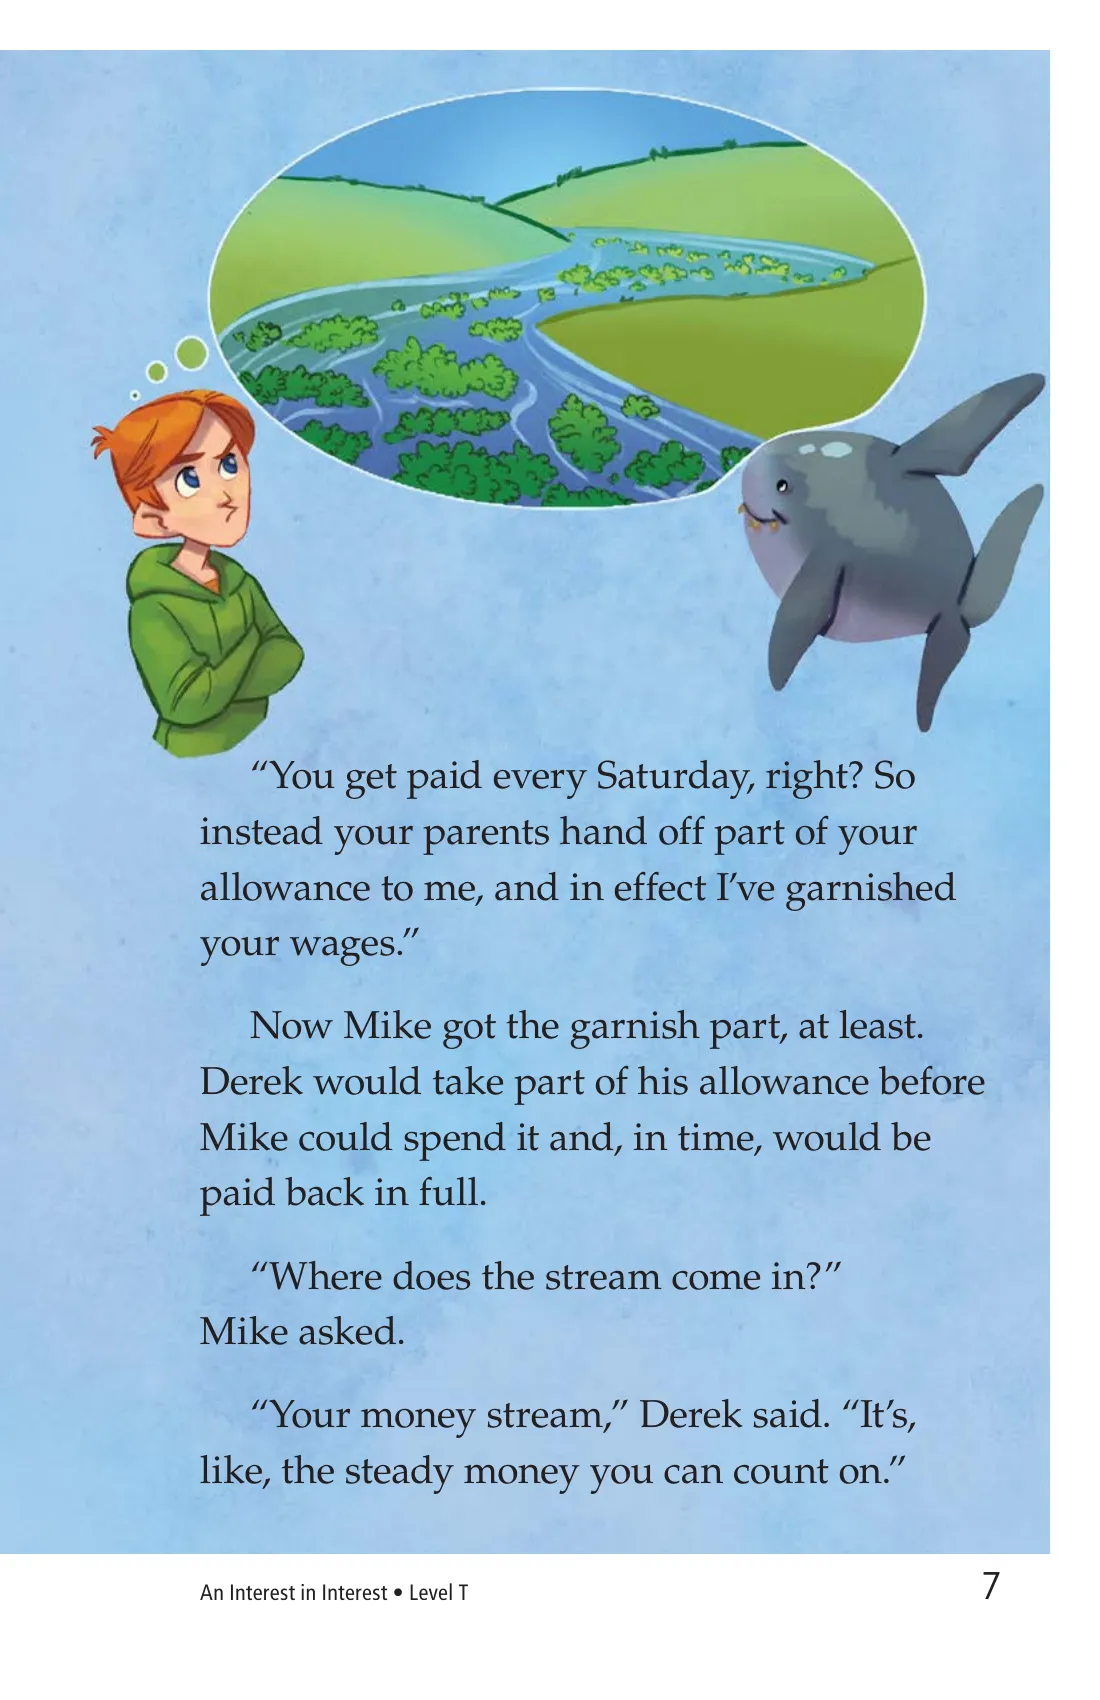 “You get paid every Saturday, right? So
instead your parents hand off part of your
allowance to me, and in effect I’ve garnished
your wages.”
Now Mike got the garnish part, at least.
Derek would take part of his allowance before
Mike could spend it and, in time, would be
paid back in full.
“Where does the stream come in?”
Mike asked.
“Your money stream,” Derek said. “It’s,
like, the steady money you can count on.”
An Interest in Interest • Level T
7